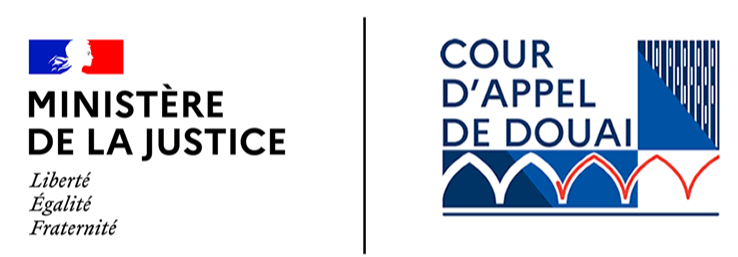 MINISTÈRE
DE LA JUSTICE
Liberté
Égalité
Fraternité
COUR
D'APPEL
DE DOUAI